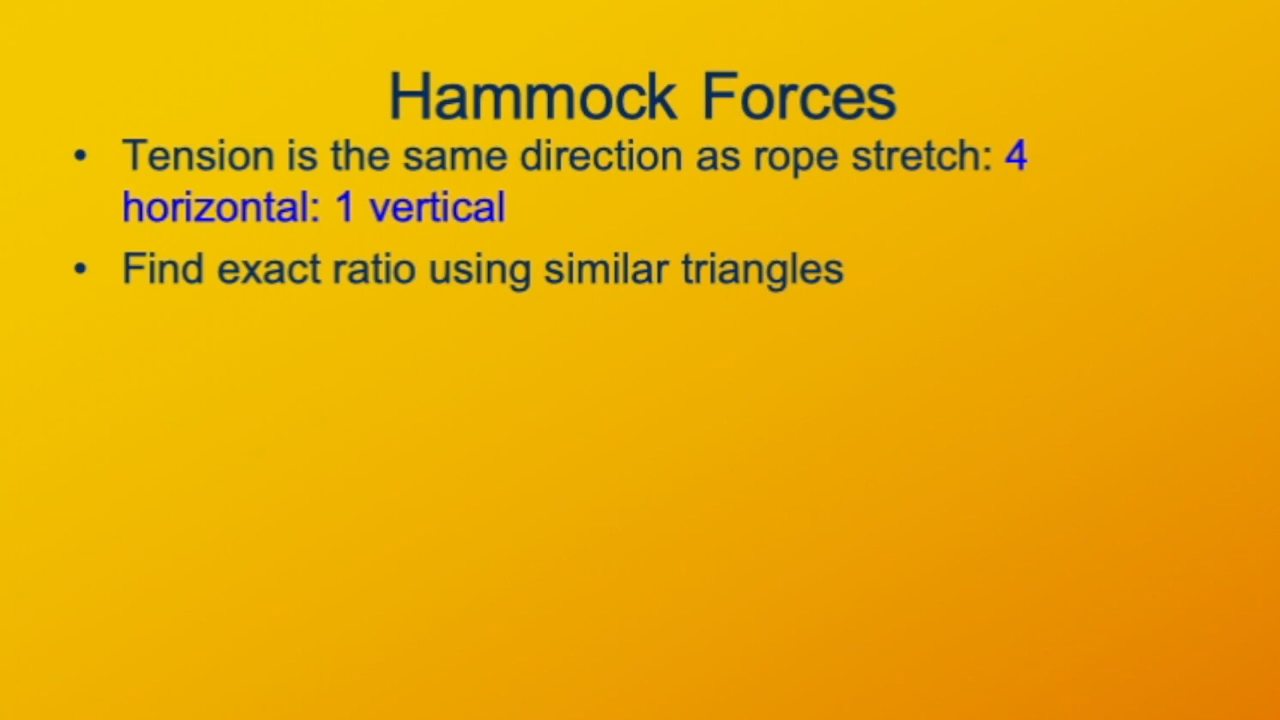 Hammock Forces
• Tension is the same direction as rope stretch: 4
horizontal: 1 vertical
• Find exact ratio using similar triangles